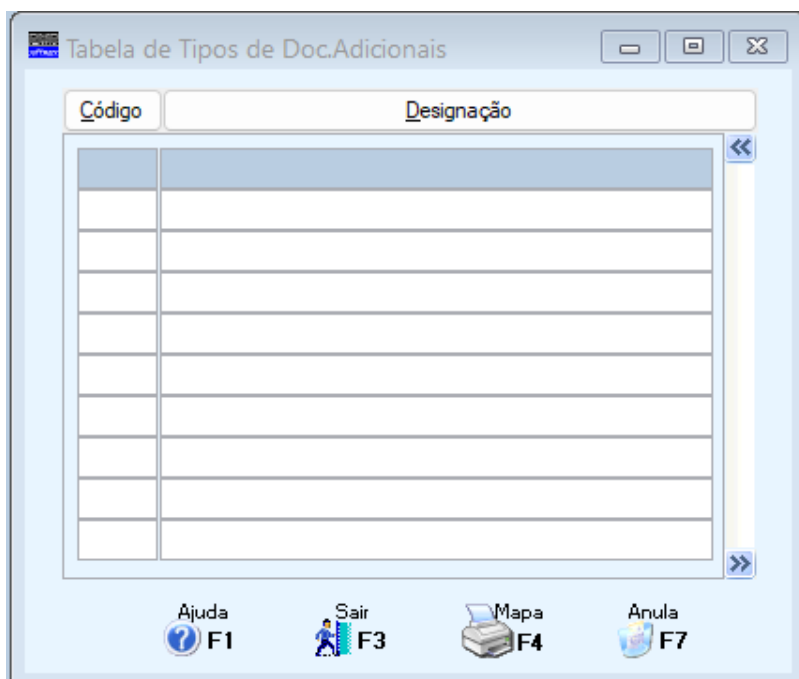 Tabela de Tipos de Doc.Adicionais
Código Designação
Ajuda Sair Mapa Anula
F1 F3 F4 F7